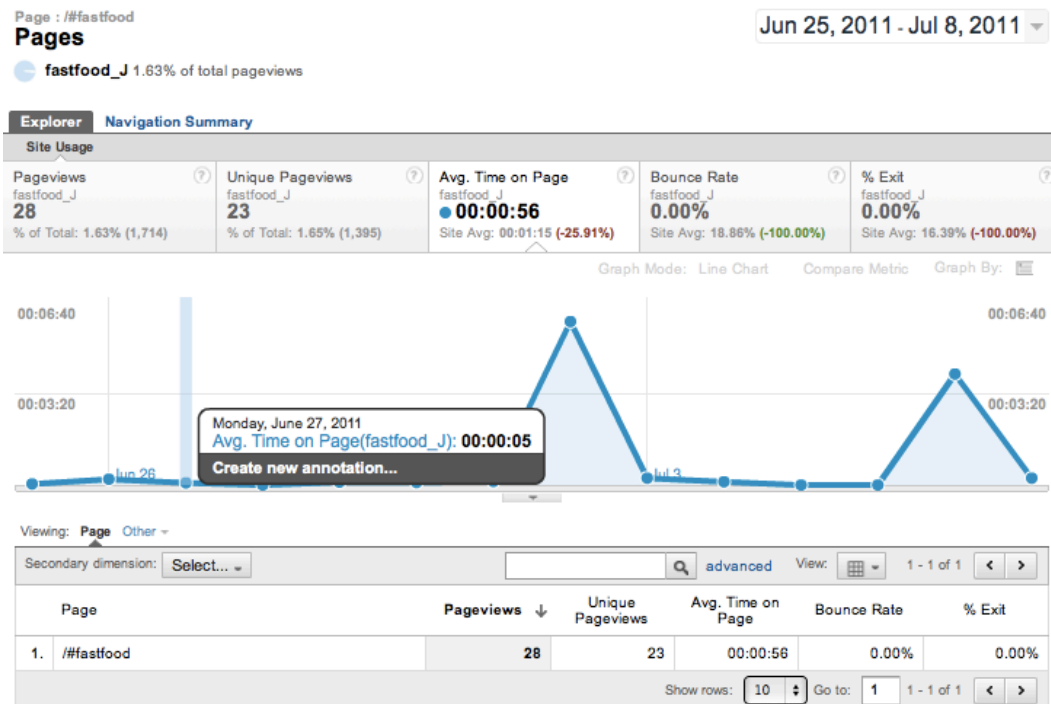 Page : /#fastfood
Pages
Jun 25, 2011 - Jul 8, 2011
fastfood_J 1.63% of total pageviews
Explorer Navigation Summary
Site Usage
Pageviews ? Unique Pageviews ? Avg. Time on Page ? Bounce Rate ? % Exit ?
fastfood_J fastfood_J fastfood_J fastfood_J fastfood_J
28 23 00:00:56 0.00% 0.00%
% of Total: 1.63% (1,714) % of Total: 1.65% (1,395) Site Avg: 00:01:15 (-25.91%) Site Avg: 18.86% (-100.00%) Site Avg: 16.39% (-100.00%)
Graph Mode: Line Chart Compare Metric Graph By:
00:06:40 00:06:40
00:03:20 00:03:20
Monday, June 27, 2011
Avg. Time on Page(fastfood_J): 00:00:05
Create new annotation...
Jun 26 Jul 3
Viewing: Page Other
Secondary dimension: Select... advanced View: 1 - 1 of 1 < >
Page Pageviews ↓ Unique Pageviews Avg. Time on Page Bounce Rate % Exit
1. /#fastfood 28 23 00:00:56 0.00% 0.00%
Show rows: 10 Go to: 1 1 - 1 of 1 < >